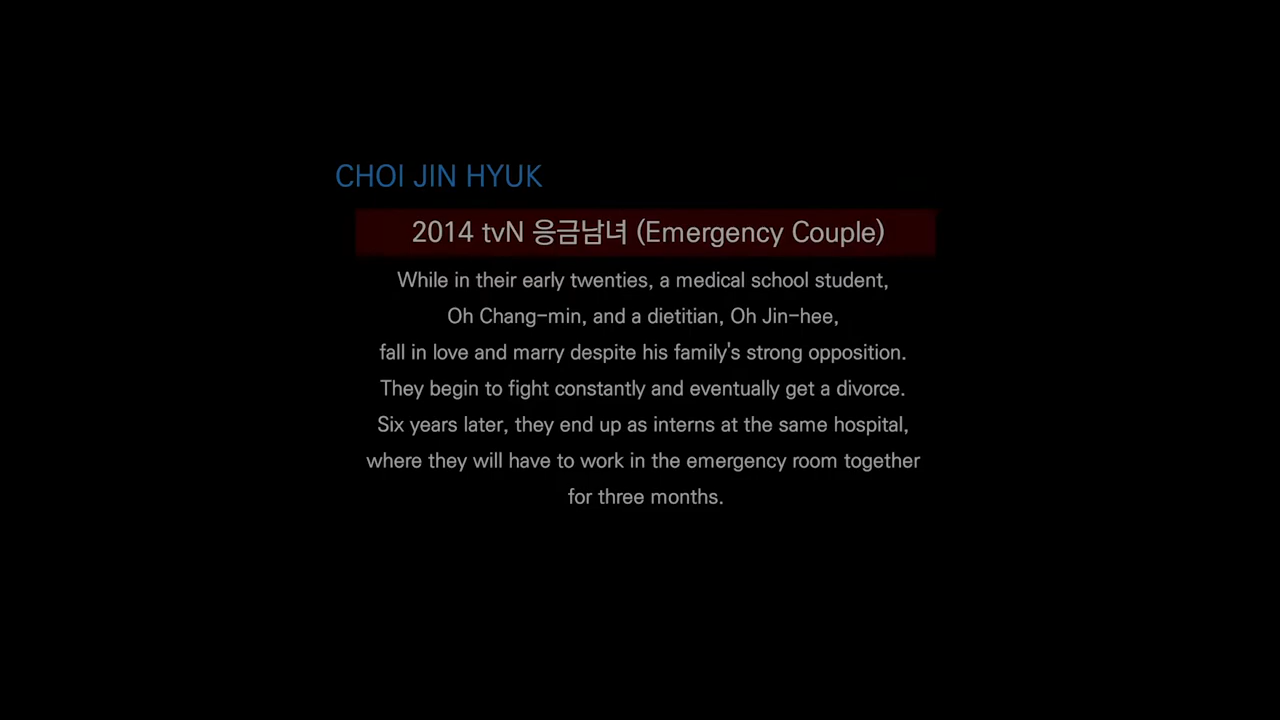 CHOI JIN HYUK
2014 tvN 응금남녀 (Emergency Couple)
While in their early twenties, a medical school student,
Oh Chang-min, and a dietitian, Oh Jin-hee,
fall in love and marry despite his family's strong opposition.
They begin to fight constantly and eventually get a divorce.
Six years later, they end up as interns at the same hospital,
where they will have to work in the emergency room together
for three months.